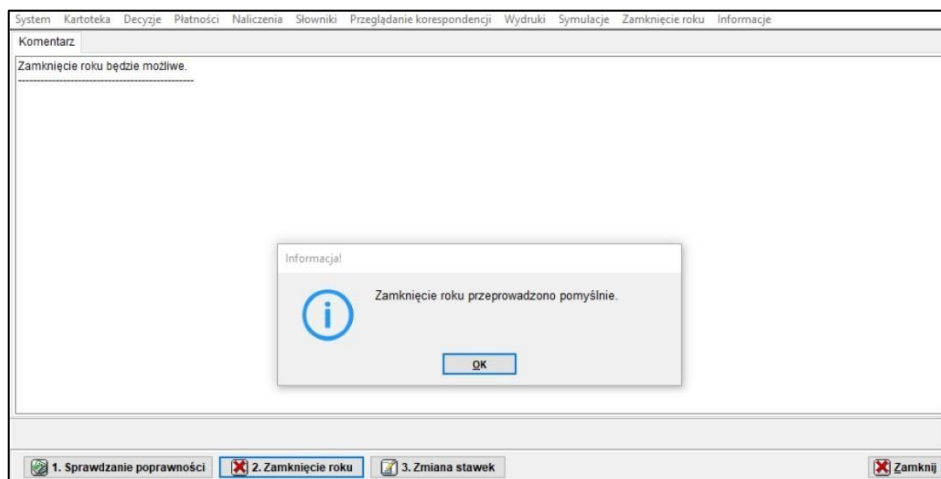 System Kartoteka Decyzje Płatności Naliczenia Słowniki Przeglądanie korespondencji Wydruki Symulacje Zamknięcie roku Informacje
Komentarz
Zamknięcie roku będzie możliwe.
------------------------------------------------
Informacja!
Zamknięcie roku przeprowadzono pomyślnie.
OK
1. Sprawdzanie poprawności 2. Zamknięcie roku 3. Zmiana stawek Zamknij